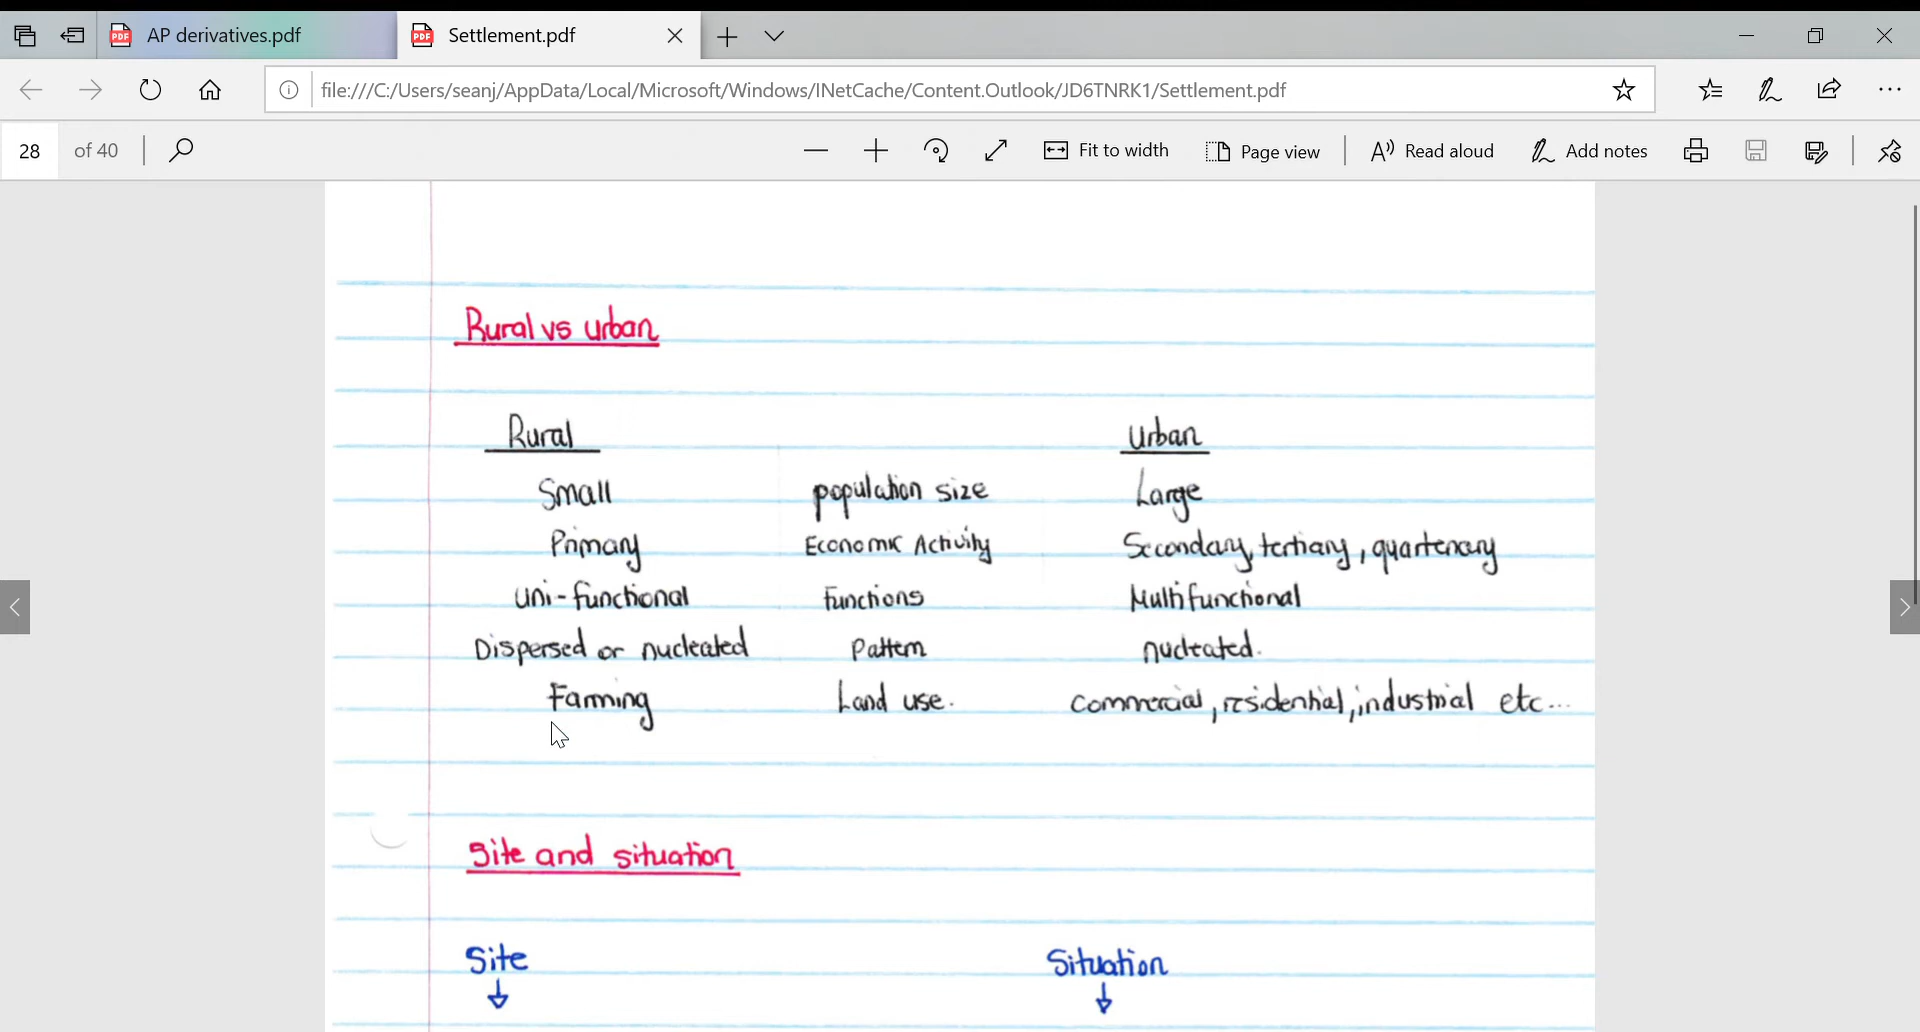 AP derivatives.pdf
Settlement.pdf
file:///C:/Users/seanj/AppData/Local/Microsoft/Windows/INetCache/Content.Outlook/JD6TNRK1/Settlement.pdf
28 of 40
Fit to width
Page view
Read aloud
Add notes
Rural vs urban
Rural Urban
Small population size Large
Primary Economic Activity Secondary, tertiary, quartenary
Uni-functional Functions Multifunctional
Dispersed or nucleated Pattern nucleated.
Farming Land use. commercial, residential, industrial etc...
Site and situation
Site Situation